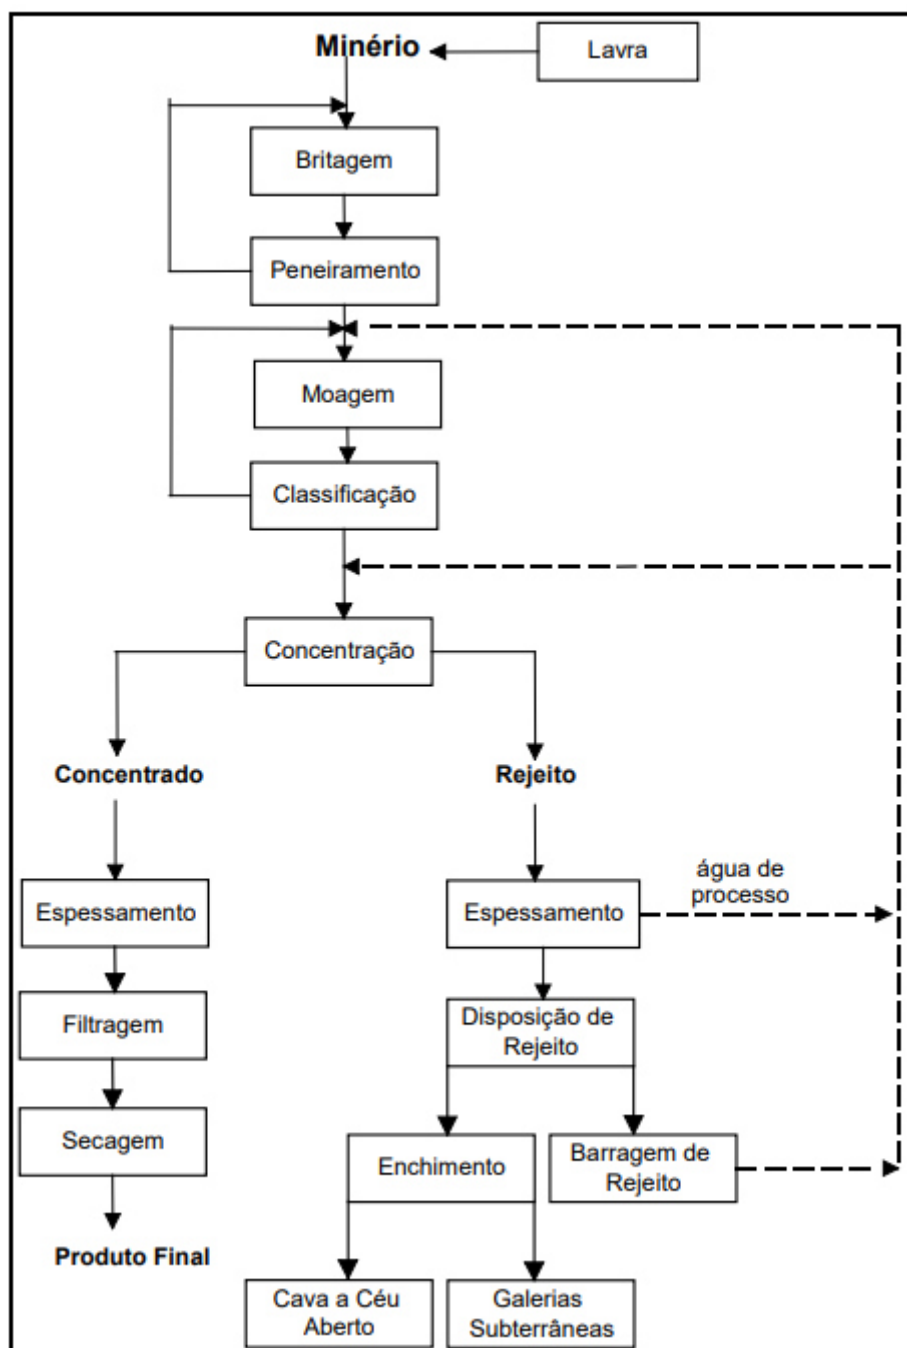 Minério
Lavra
Britagem
Peneiramento
Moagem
Classificação
Concentração
Concentrado
Rejeito
Espessamento
Espessamento
água de
processo
Filtragem
Disposição de
Rejeito
Secagem
Enchimento
Barragem de
Rejeito
Produto Final
Cava a Céu
Aberto
Galerias
Subterrâneas